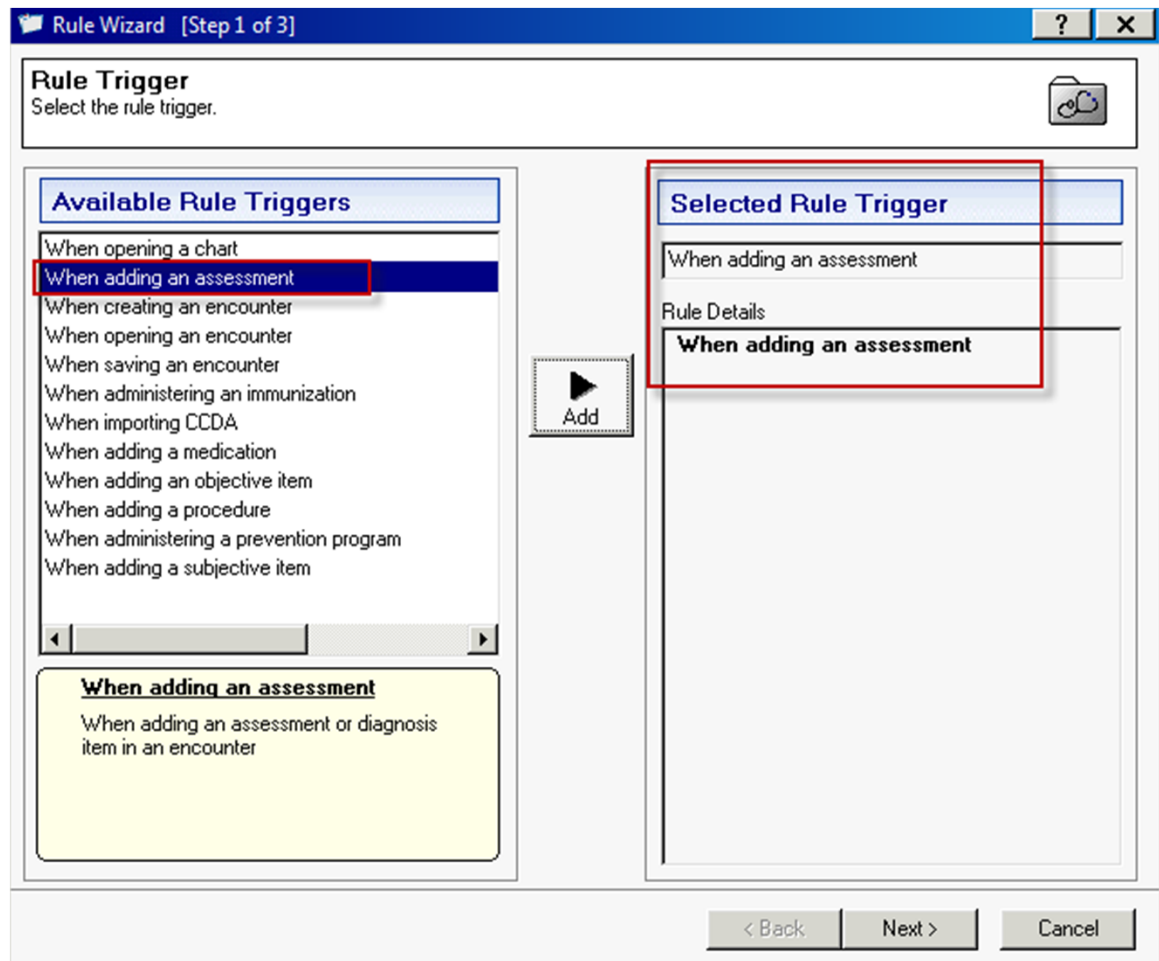 Rule Wizard [Step 1 of 3]
? X
Rule Trigger
Select the rule trigger.
Available Rule Triggers
When opening a chart
When adding an assessment
When creating an encounter
When opening an encounter
When saving an encounter
When administering an immunization
When importing CCDA
When adding a medication
When adding an objective item
When adding a procedure
When administering a prevention program
When adding a subjective item
When adding an assessment
When adding an assessment or diagnosis
item in an encounter
Add
Selected Rule Trigger
When adding an assessment
Rule Details
When adding an assessment
< Back
Next >
Cancel